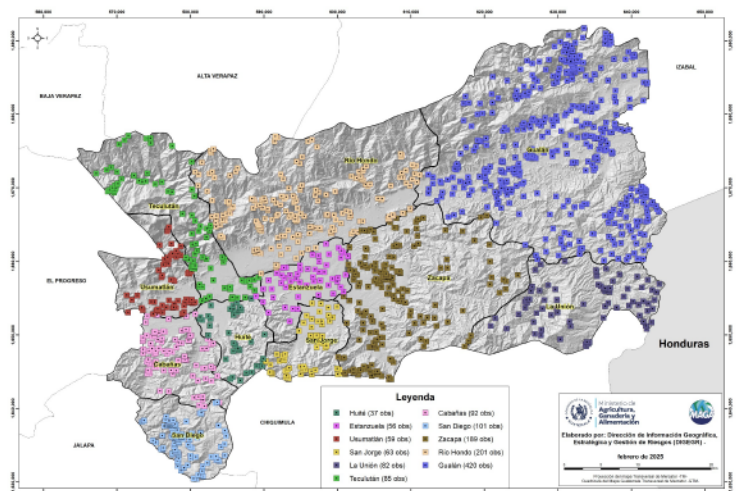 ALTA VERAPAZ
IZABAL
BAJA VERAPAZ
Río Hondo
Gualán
Teculután
EL PROGRESO
Usumatlán
Estanzuela
Zacapa
La Unión
Huité
San Jorge
Cabañas
Honduras
San Diego
CHIQUIMULA
JALAPA
Leyenda
Huité (37 obs)
Estanzuela (56 obs)
Usumatlán (59 obs)
San Jorge (63 obs)
La Unión (82 obs)
Teculután (85 obs)
Cabañas (92 obs)
San Diego (101 obs)
Zacapa (189 obs)
Río Hondo (201 obs)
Gualán (420 obs)
Ministerio de
Agricultura,
Ganadería y
Alimentación
MAGA
Elaborado por: Dirección de Información Geográfica,
Estratégica y Gestión de Riesgos (DIGEGR) -
febrero de 2025